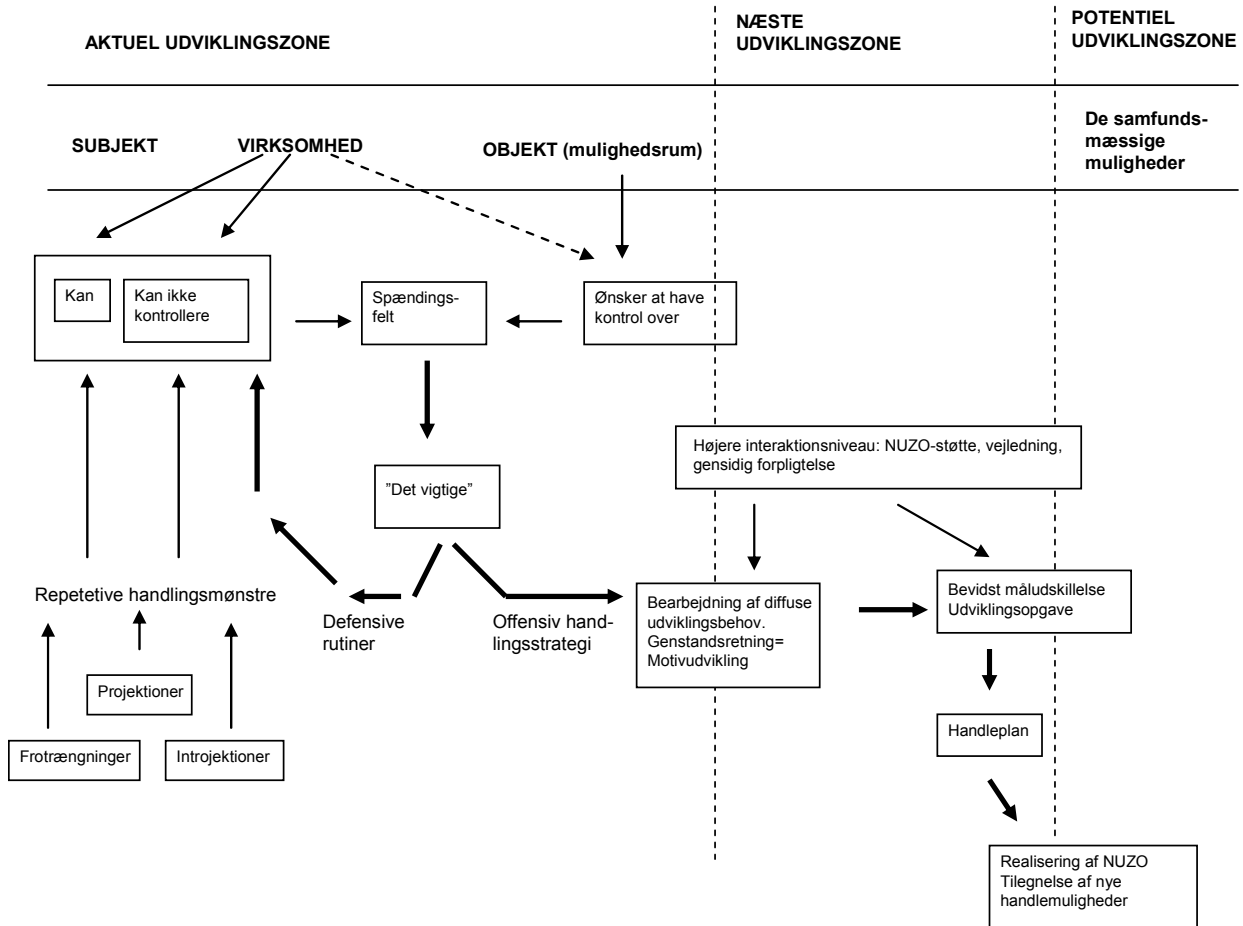 AKTUEL UDVIKLINGSZONE
NÆSTE
UDVIKLINGSZONE
POTENTIEL
UDVIKLINGSZONE
SUBJEKT
VIRKSOMHED
OBJEKT (mulighedsrum)
De samfunds-
mæssige
muligheder
Kan
Kan ikke
kontrollere
Spændings-
felt
Ønsker at have
kontrol over
Højere interaktionsniveau: NUZO-støtte, vejledning,
gensidig forpligtelse
”Det vigtige”
Repetetive handlingsmønstre
Defensive
rutiner
Offensiv hand-
lingsstrategi
Bearbejdning af diffuse
udviklingsbehov.
Genstandsretning=
Motivudvikling
Bevidst måludskillelse
Udviklingsopgave
Projektioner
Frotrængninger
Introjektioner
Handleplan
Realisering af NUZO
Tilegnelse af nye
handlemuligheder